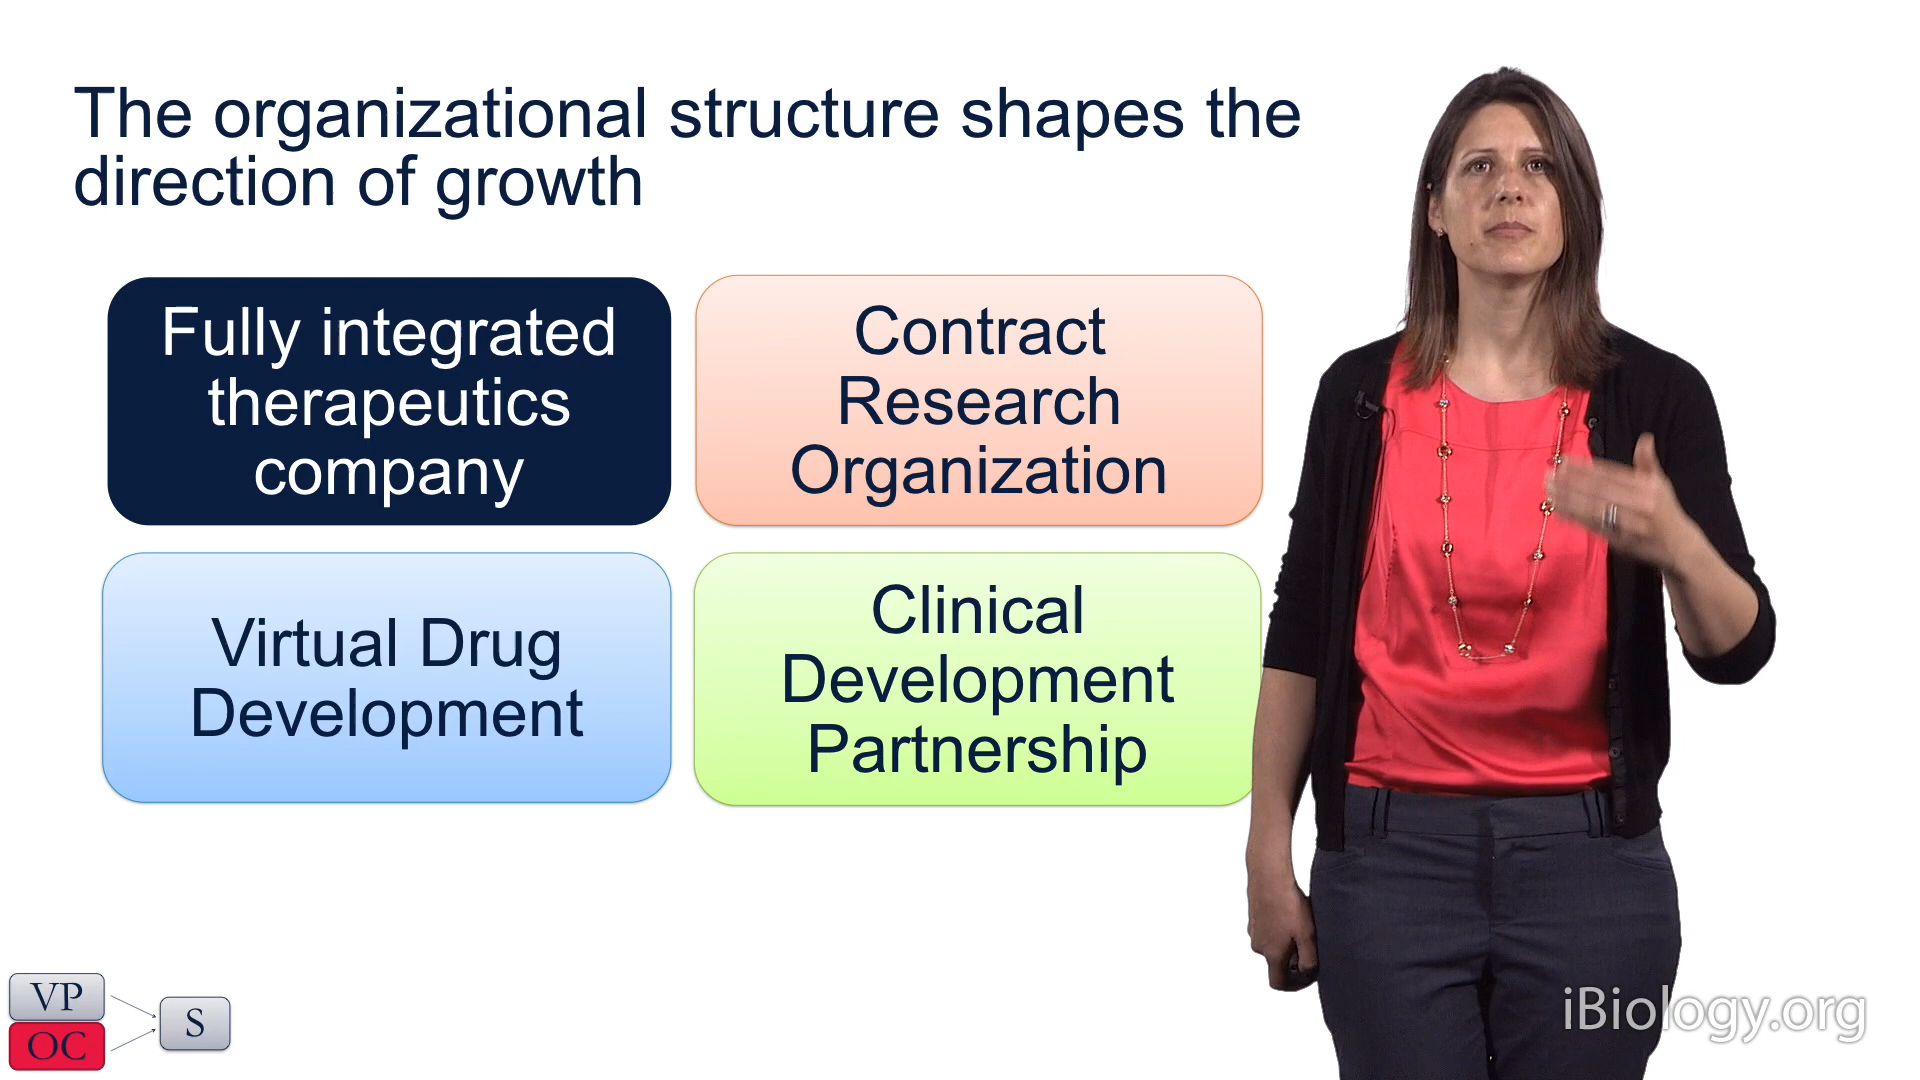 The organizational structure shapes the
direction of growth
Fully integrated
therapeutics
company
Contract
Research
Organization
Virtual Drug
Development
Clinical
Development
Partnership
VP
OC
S
iBiology.org